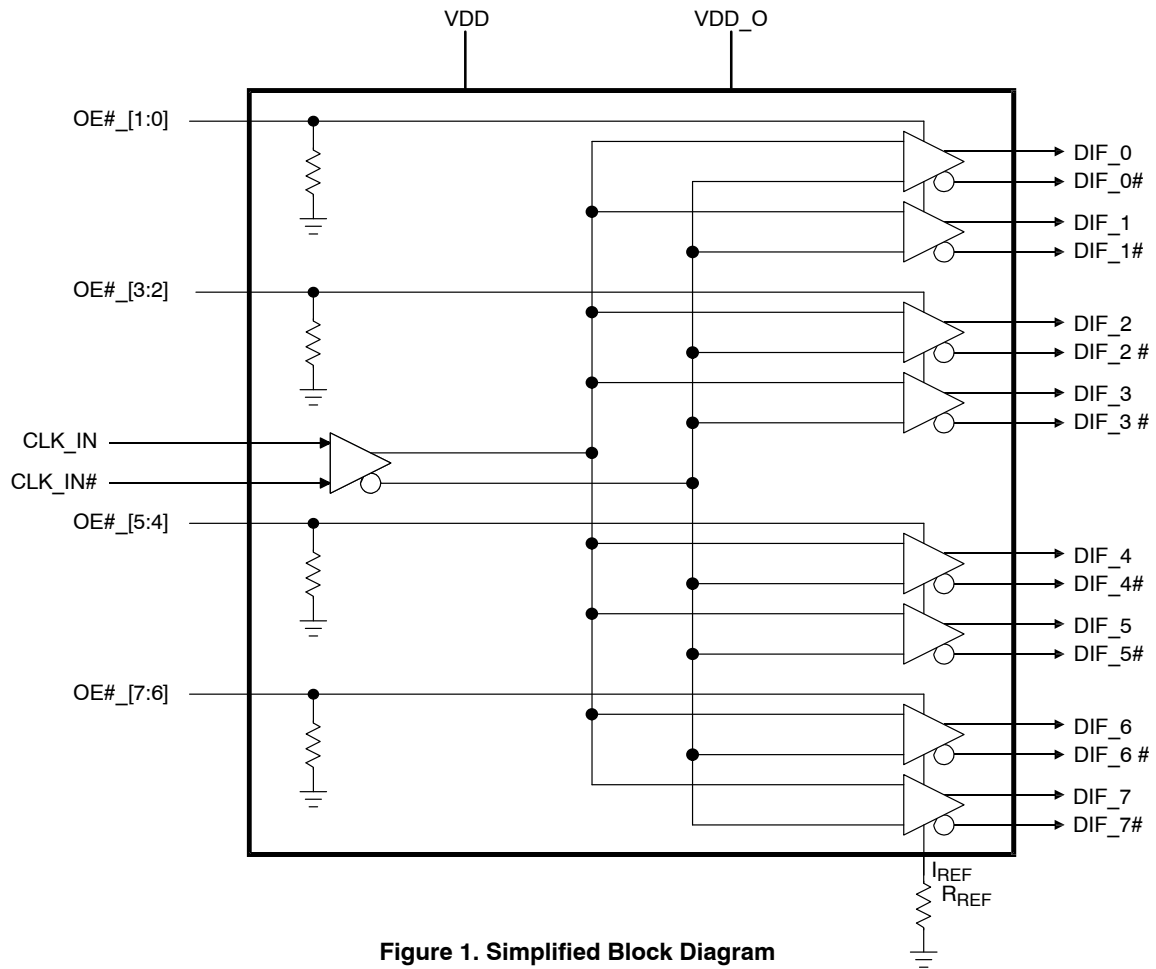 VDD
VDD_O
OE#_[1:0]
DIF_0
DIF_0#
DIF_1
DIF_1#
OE#_[3:2]
DIF_2
DIF_2 #
DIF_3
DIF_3 #
CLK_IN
CLK_IN#
OE#_[5:4]
DIF_4
DIF_4#
DIF_5
DIF_5#
OE#_[7:6]
DIF_6
DIF_6 #
DIF_7
DIF_7#
IREF
RREF
Figure 1. Simplified Block Diagram